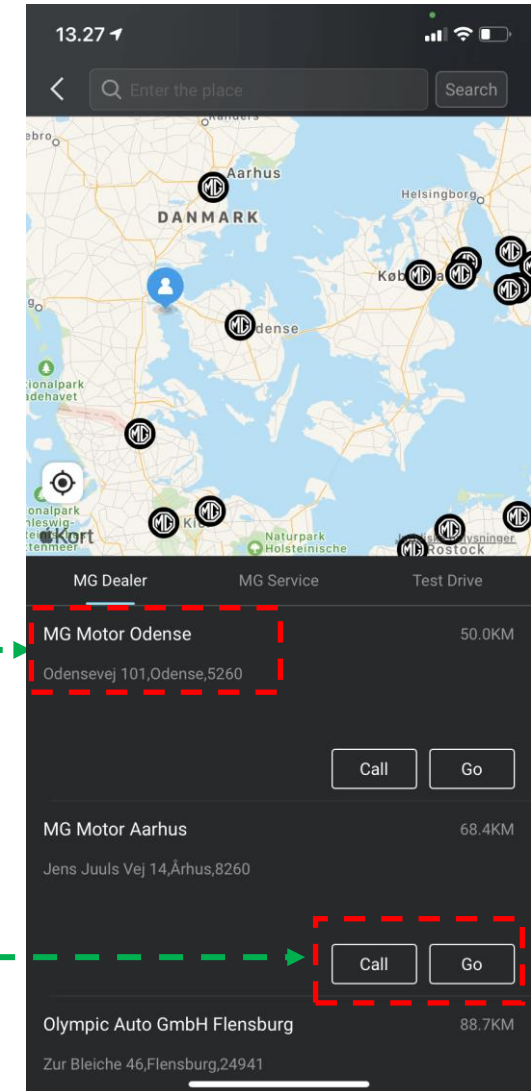 13.27
Enter the place
Search
Randers
Aarhus
DANMARK
Helsingborg
Køb
dense
Kort
Naturpark
Holsteinische
Rostock
MG Dealer
MG Service
Test Drive
MG Motor Odense
50.0KM
Odensevej 101,Odense,5260
Call
Go
MG Motor Aarhus
68.4KM
Jens Juuls Vej 14,Århus,8260
Call
Go
Olympic Auto GmbH Flensburg
88.7KM
Zur Bleiche 46,Flensburg,24941